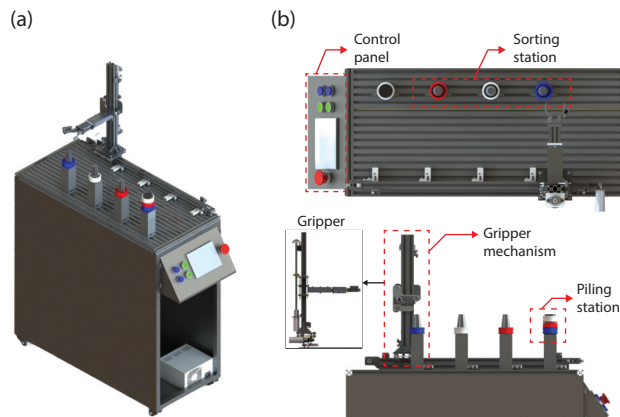 (a)
(b)
Control
panel
Sorting
station
Gripper
Gripper
mechanism
Piling
station